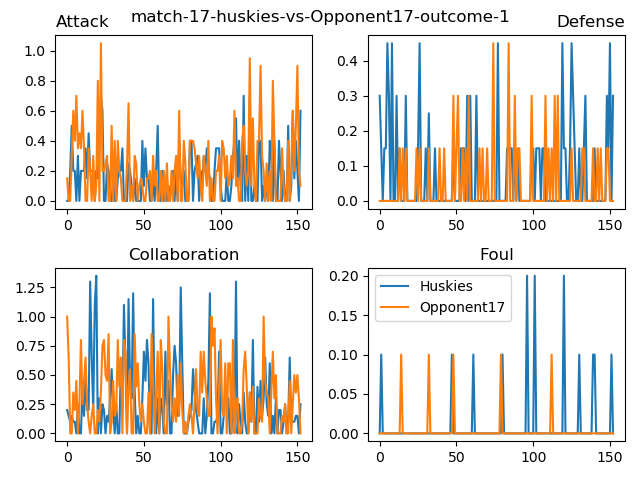 match-17-huskies-vs-Opponent17-outcome-1
Attack
Defense
1.0
0.8
0.6
0.4
0.2
0.0
0 50 100 150
0.4
0.3
0.2
0.1
0.0
0 50 100 150
Collaboration
Foul
1.25
1.00
0.75
0.50
0.25
0.00
0 50 100 150
0.20
0.15
0.10
0.05
0.00
0 50 100 150
Huskies
Opponent17